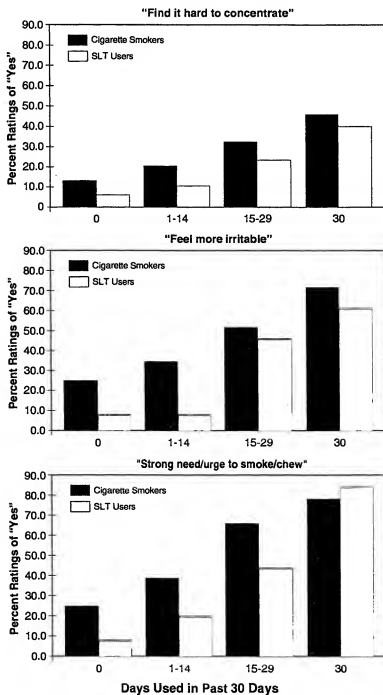 "Find it hard to concentrate"
Percent Ratings of "Yes"
90.0
80.0
70.0
60.0
50.0
40.0
30.0
20.0
10.0
0.0
Cigarette Smokers
SLT Users
0 1-14 15-29 30
"Feel more irritable"
Percent Ratings of "Yes"
90.0
80.0
70.0
60.0
50.0
40.0
30.0
20.0
10.0
0.0
Cigarette Smokers
SLT Users
0 1-14 15-29 30
"Strong need/urge to smoke/chew"
Percent Ratings of "Yes"
90.0
80.0
70.0
60.0
50.0
40.0
30.0
20.0
10.0
0.0
Cigarette Smokers
SLT Users
0 1-14 15-29 30
Days Used in Past 30 Days